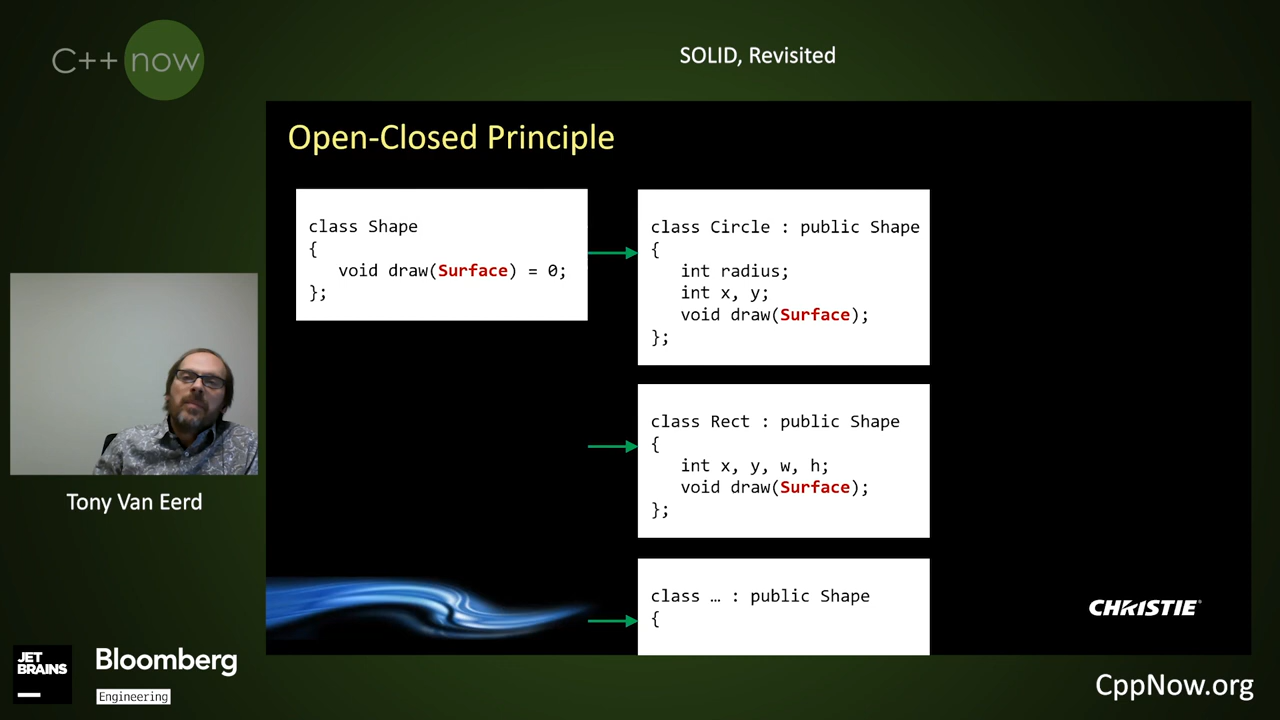 C++ now
SOLID, Revisited
Open-Closed Principle
class Shape
{
void draw(Surface) = 0;
};
class Circle : public Shape
{
int radius;
int x, y;
void draw(Surface);
};
class Rect : public Shape
{
int x, y, w, h;
void draw(Surface);
};
class … : public Shape
{
CHRISTIE
Tony Van Eerd
JET
BRAINS
Bloomberg
Engineering
CppNow.org